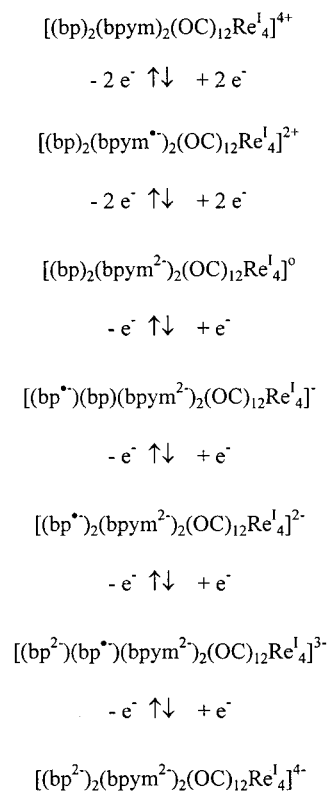 [(bp)₂(bpym)₂(OC)₁₂Reᴵ₄]⁴⁺
- 2 e⁻ ↑↓ + 2 e⁻
[(bp)₂(bpym•⁻)₂(OC)₁₂Reᴵ₄]²⁺
- 2 e⁻ ↑↓ + 2 e⁻
[(bp)₂(bpym²⁻)₂(OC)₁₂Reᴵ₄]º
- e⁻ ↑↓ + e⁻
[(bp•⁻)(bp)(bpym²⁻)₂(OC)₁₂Reᴵ₄]⁻
- e⁻ ↑↓ + e⁻
[(bp•⁻)₂(bpym²⁻)₂(OC)₁₂Reᴵ₄]²⁻
- e⁻ ↑↓ + e⁻
[(bp²⁻)(bp•⁻)(bpym²⁻)₂(OC)₁₂Reᴵ₄]³⁻
- e⁻ ↑↓ + e⁻
[(bp²⁻)₂(bpym²⁻)₂(OC)₁₂Reᴵ₄]⁴⁻